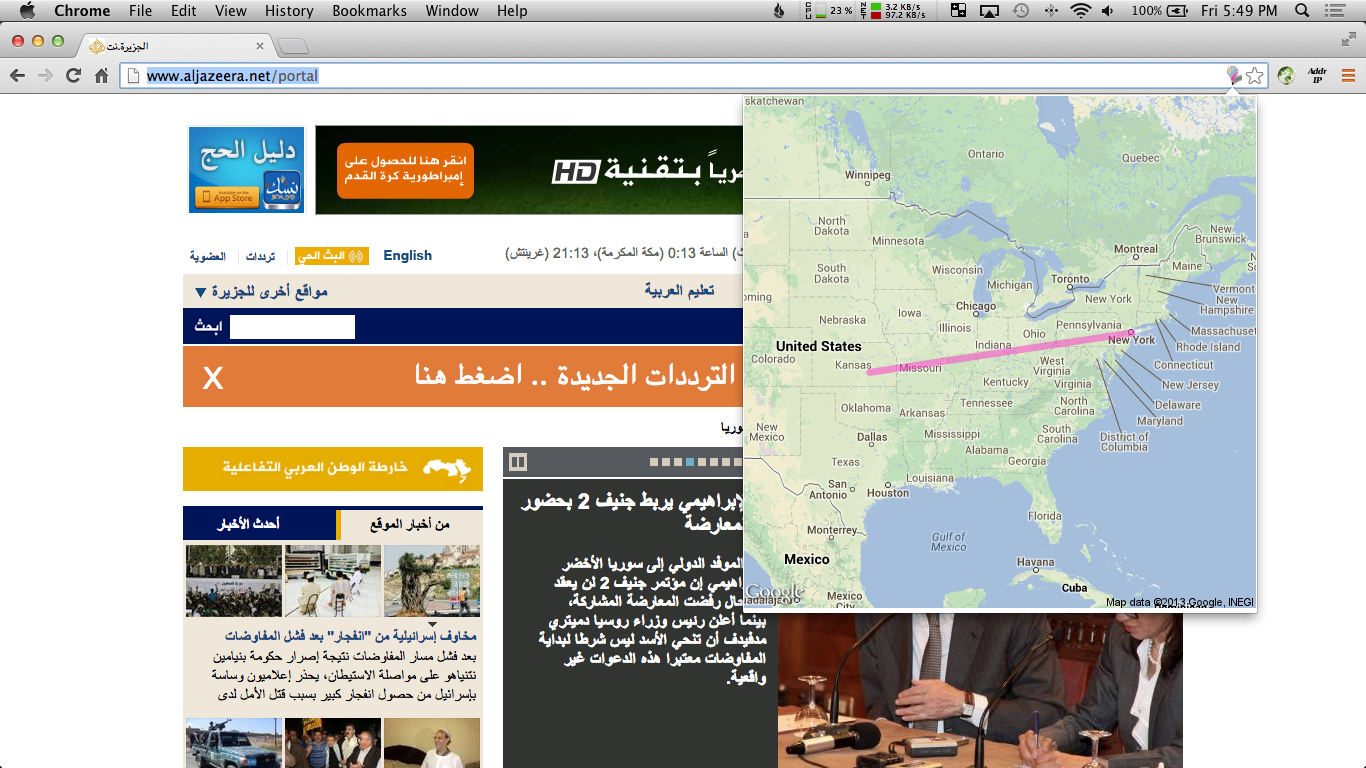 Chrome File Edit View History Bookmarks Window Help
CPU 23 % NET 3.2 KB/s 97.2 KB/s 100% Fri 5:49 PM
الجزيرة.نت
www.aljazeera.net/portal
Addr IP
دليل الحج
نسك
Available on the App Store
انقر هنا للحصول على
إمبراطورية كرة القدم
بتقنية HD
العضوية
ترددات
البث الحي
English
الساعة 0:13 (مكة المكرمة)، 21:13 (غرينتش)
مواقع أخرى للجزيرة
تعليم العربية
ابحث
الترددات الجديدة .. اضغط هنا
X
خارطة الوطن العربي التفاعلية
من أخبار الموقع
أحدث الأخبار
مخاوف إسرائيلية من "انفجار" بعد فشل المفاوضات
بعد فشل مسار المفاوضات نتيجة إصرار حكومة بنيامين
نتنياهو على مواصلة الاستيطان، يحذر إعلاميون وساسة
بإسرائيل من حصول انفجار كبير بسبب قتل الأمل لدى
يربط جنيف 2 بحضور
الموفد الدولي إلى سوريا الأخضر
إن مؤتمر جنيف 2 لن يعقد
رفضت المعارضة المشاركة،
بينما أعلن رئيس وزراء روسيا دميتري
مدفيدف أن تنحي الأسد ليس شرطا لبداية
المفاوضات معتبرا هذه الدعوات غير
واقعية.
skatchewan
Ontario
Quebec
Winnipeg
North Dakota
Minnesota
Montreal
New Brunswick
Maine
South Dakota
Wisconsin
Michigan
Toronto
Vermont
New Hampshire
oming
Chicago
New York
Nebraska
Iowa
Illinois
Indiana
Ohio
Pennsylvania
New York
Massachuset
Rhode Island
Connecticut
New Jersey
Delaware
Maryland
District of Columbia
United States
Colorado
Kansas
Missouri
West Virginia
Kentucky
Virginia
Oklahoma
Arkansas
Tennessee
North Carolina
New Mexico
Dallas
Mississippi
South Carolina
Alabama
Georgia
Texas
Louisiana
San Antonio
Houston
Florida
Monterrey
Gulf of Mexico
Mexico
Havana
Cuba
Mexico City
Google
Map data ©2013 Google, INEGI